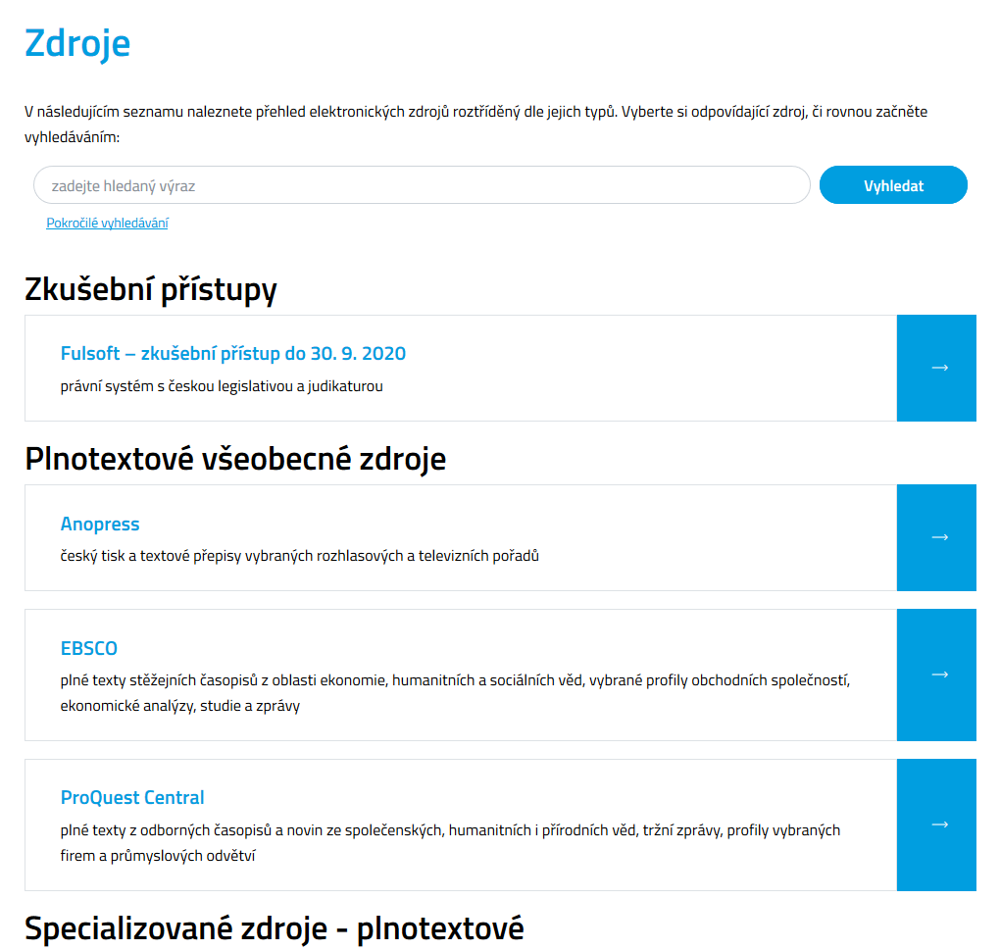 Zdroje
V následujícím seznamu naleznete přehled elektronických zdrojů roztříděný dle jejich typů. Vyberte si odpovídající zdroj, či rovnou začněte
vyhledáváním:
zadejte hledaný výraz
Vyhledat
Pokročilé vyhledávání
Zkušební přístupy
Fulsoft – zkušební přístup do 30. 9. 2020
právní systém s českou legislativou a judikaturou
→
Plnotextové všeobecné zdroje
Anopress
český tisk a textové přepisy vybraných rozhlasových a televizních pořadů
→
EBSCO
plné texty stěžejních časopisů z oblasti ekonomie, humanitních a sociálních věd, vybrané profily obchodních společností,
ekonomické analýzy, studie a zprávy
→
ProQuest Central
plné texty z odborných časopisů a novin ze společenských, humanitních i přírodních věd, tržní zprávy, profily vybraných
firem a průmyslových odvětví
→
Specializované zdroje - plnotextové